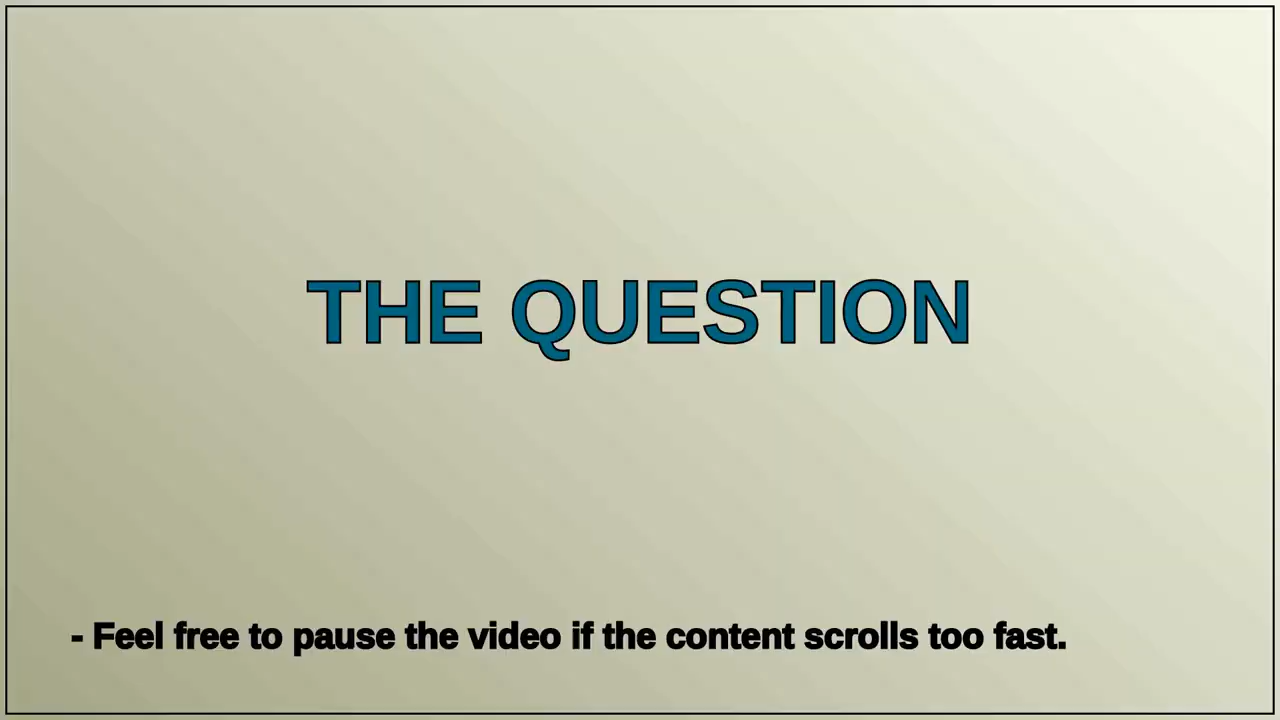 THE QUESTION
- Feel free to pause the video if the content scrolls too fast.